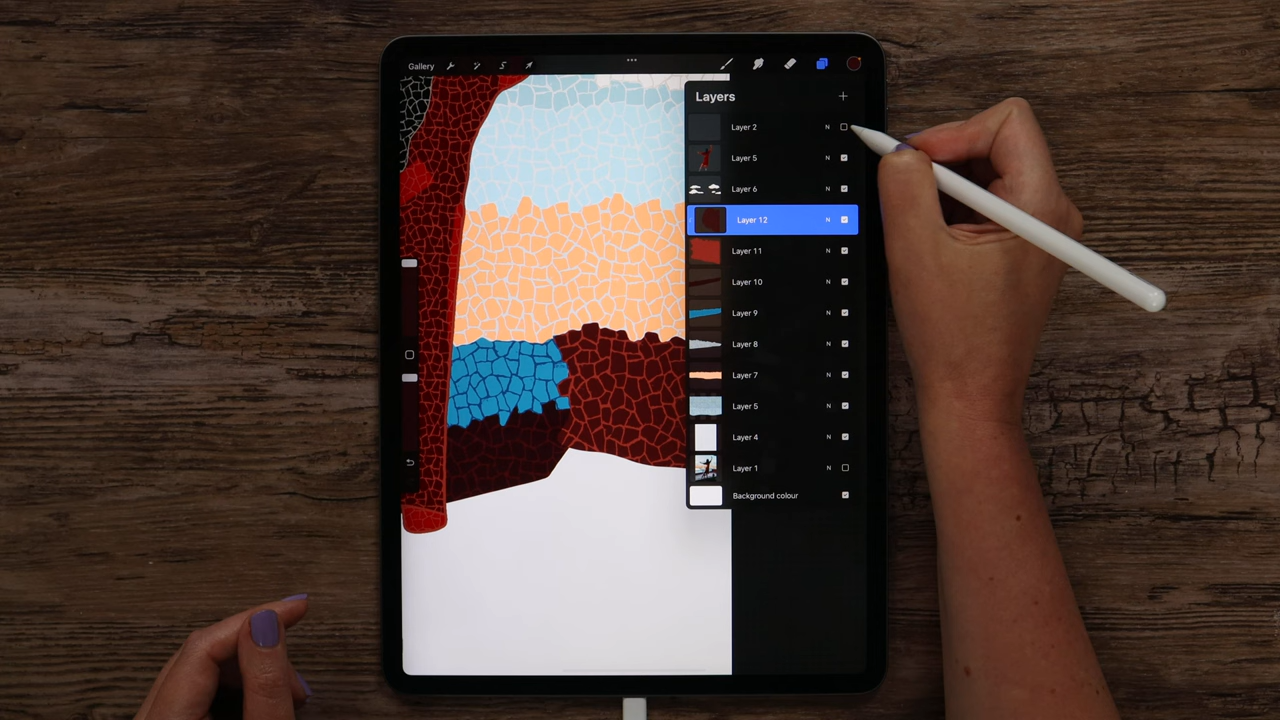 Gallery
Layers
Layer 2 N
Layer 5 N
Layer 6 N
Layer 12 N
Layer 11 N
Layer 10 N
Layer 9 N
Layer 8 N
Layer 7 N
Layer 5 N
Layer 4 N
Layer 1 N
Background colour